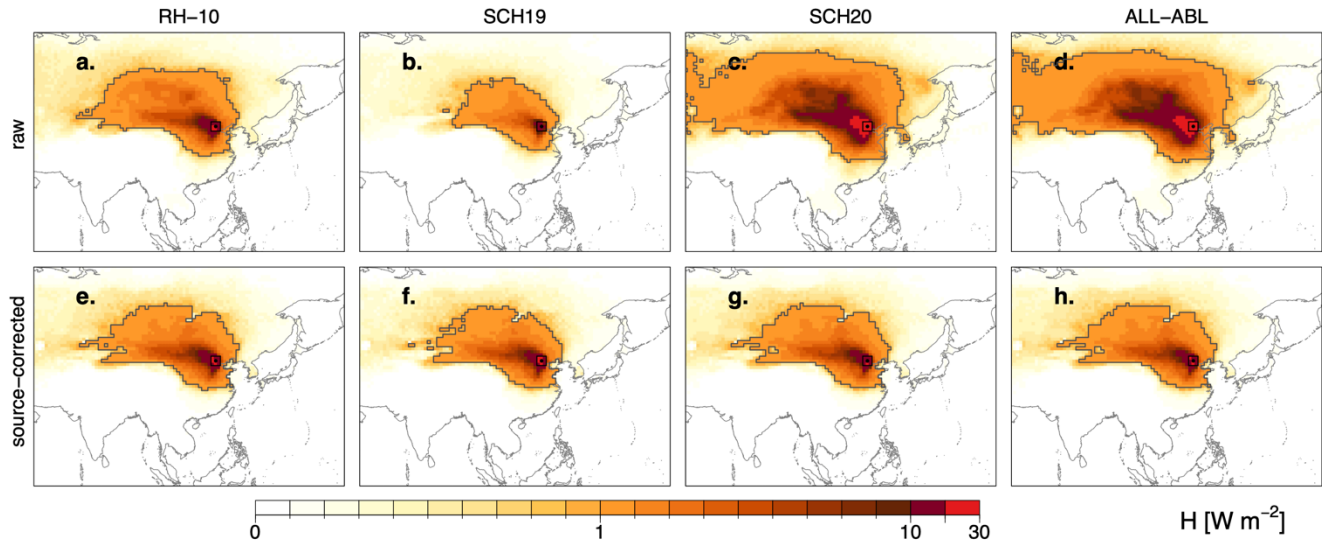 RH−10 SCH19 SCH20 ALL−ABL
raw
a. b. c. d.
source−corrected
e. f. g. h.
0 1 10 30
H [W m⁻²]